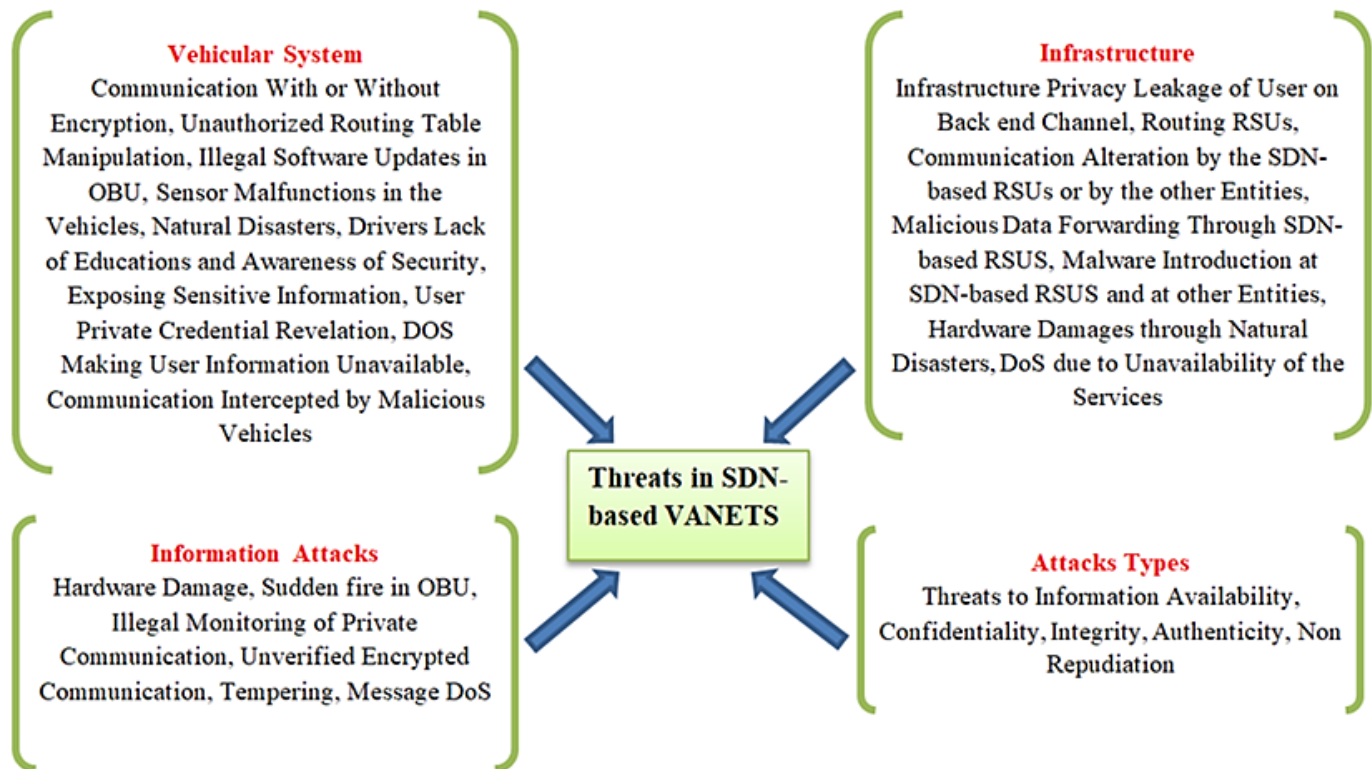 Vehicular System
Communication With or Without
Encryption, Unauthorized Routing Table
Manipulation, Illegal Software Updates in
OBU, Sensor Malfunctions in the
Vehicles, Natural Disasters, Drivers Lack
of Educations and Awareness of Security,
Exposing Sensitive Information, User
Private Credential Revelation, DOS
Making User Information Unavailable,
Communication Intercepted by Malicious
Vehicles
Infrastructure
Infrastructure Privacy Leakage of User on
Back end Channel, Routing RSUs,
Communication Alteration by the SDN-
based RSUs or by the other Entities,
Malicious Data Forwarding Through SDN-
based RSUS, Malware Introduction at
SDN-based RSUS and at other Entities,
Hardware Damages through Natural
Disasters, DoS due to Unavailability of the
Services
Threats in SDN-
based VANETS
Information Attacks
Hardware Damage, Sudden fire in OBU,
Illegal Monitoring of Private
Communication, Unverified Encrypted
Communication, Tempering, Message DoS
Attacks Types
Threats to Information Availability,
Confidentiality, Integrity, Authenticity, Non
Repudiation